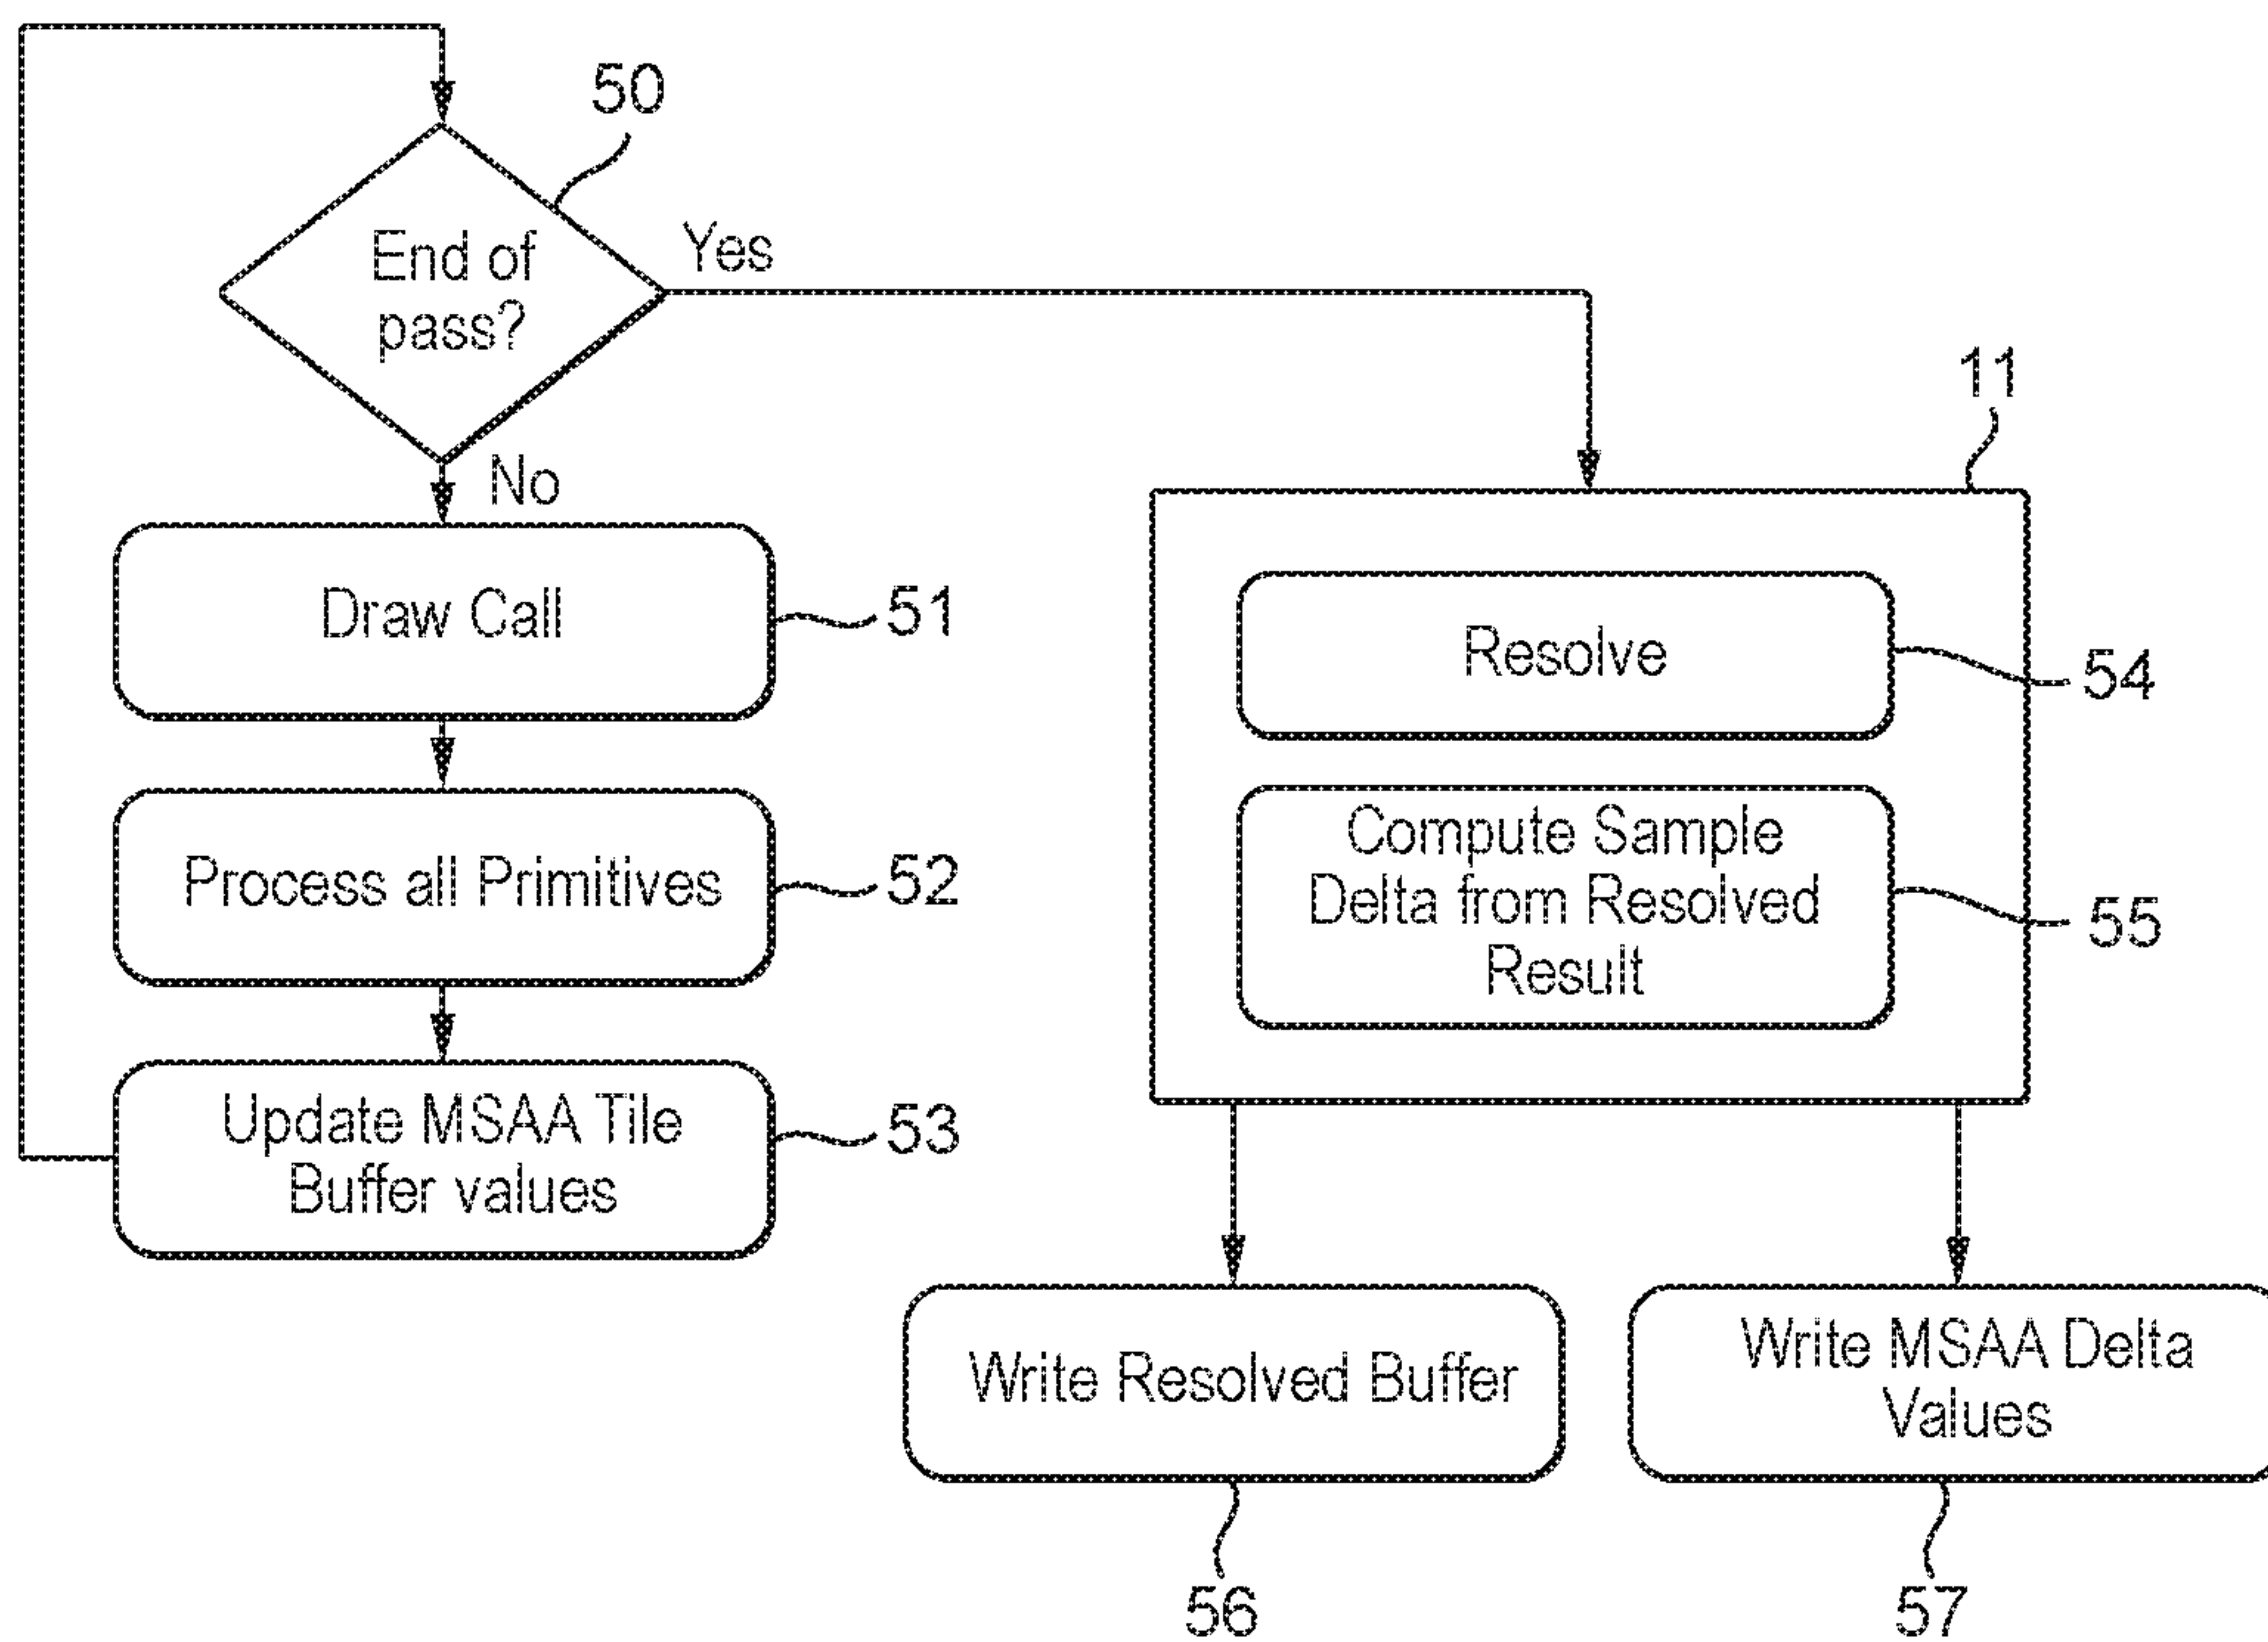 50
End of
pass?
Yes
No
11
Draw Call
51
Resolve
54
Process all Primitives
52
Compute Sample
Delta from Resolved
Result
55
Update MSAA Tile
Buffer values
53
Write Resolved Buffer
Write MSAA Delta
Values
56
57